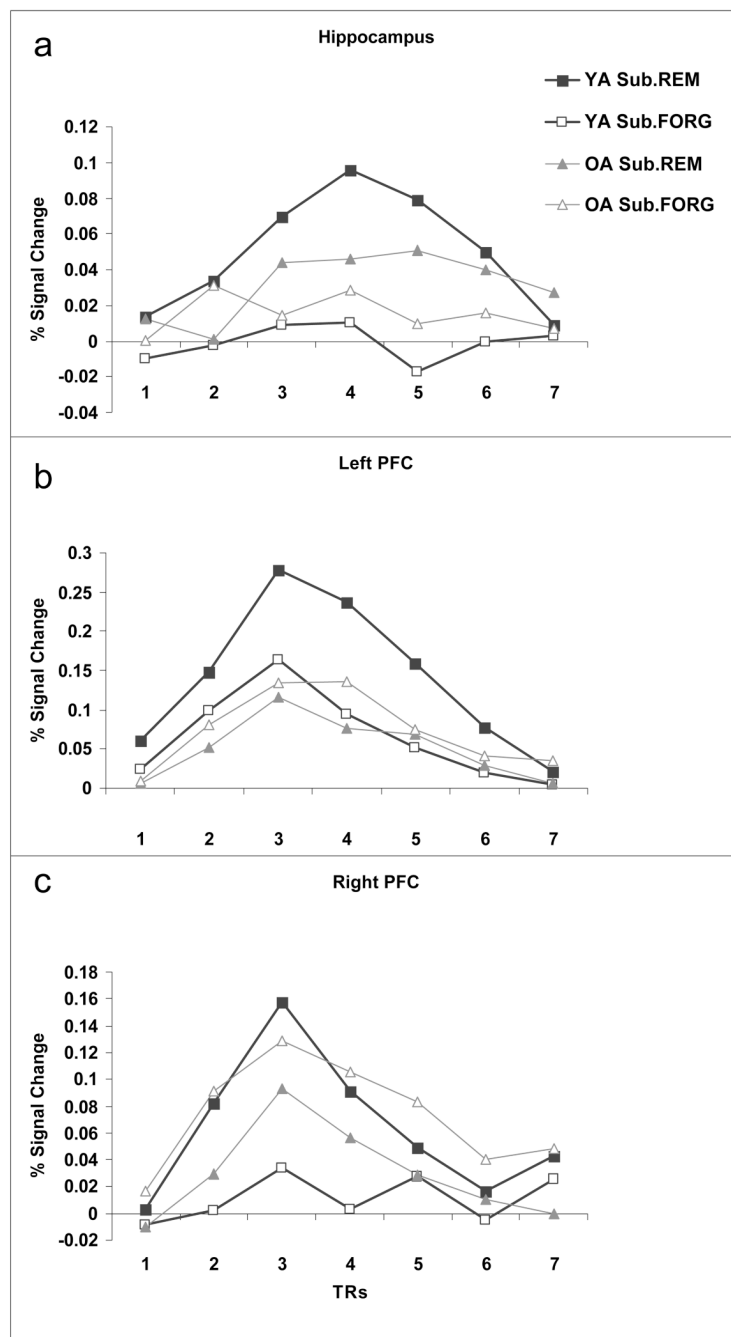 a
Hippocampus
YA Sub.REM
YA Sub.FORG
OA Sub.REM
OA Sub.FORG
% Signal Change
0.12
0.1
0.08
0.06
0.04
0.02
0
-0.02
-0.04
1 2 3 4 5 6 7
b
Left PFC
% Signal Change
0.3
0.25
0.2
0.15
0.1
0.05
0
1 2 3 4 5 6 7
c
Right PFC
% Signal Change
0.18
0.16
0.14
0.12
0.1
0.08
0.06
0.04
0.02
0
-0.02
1 2 3 4 5 6 7
TRs